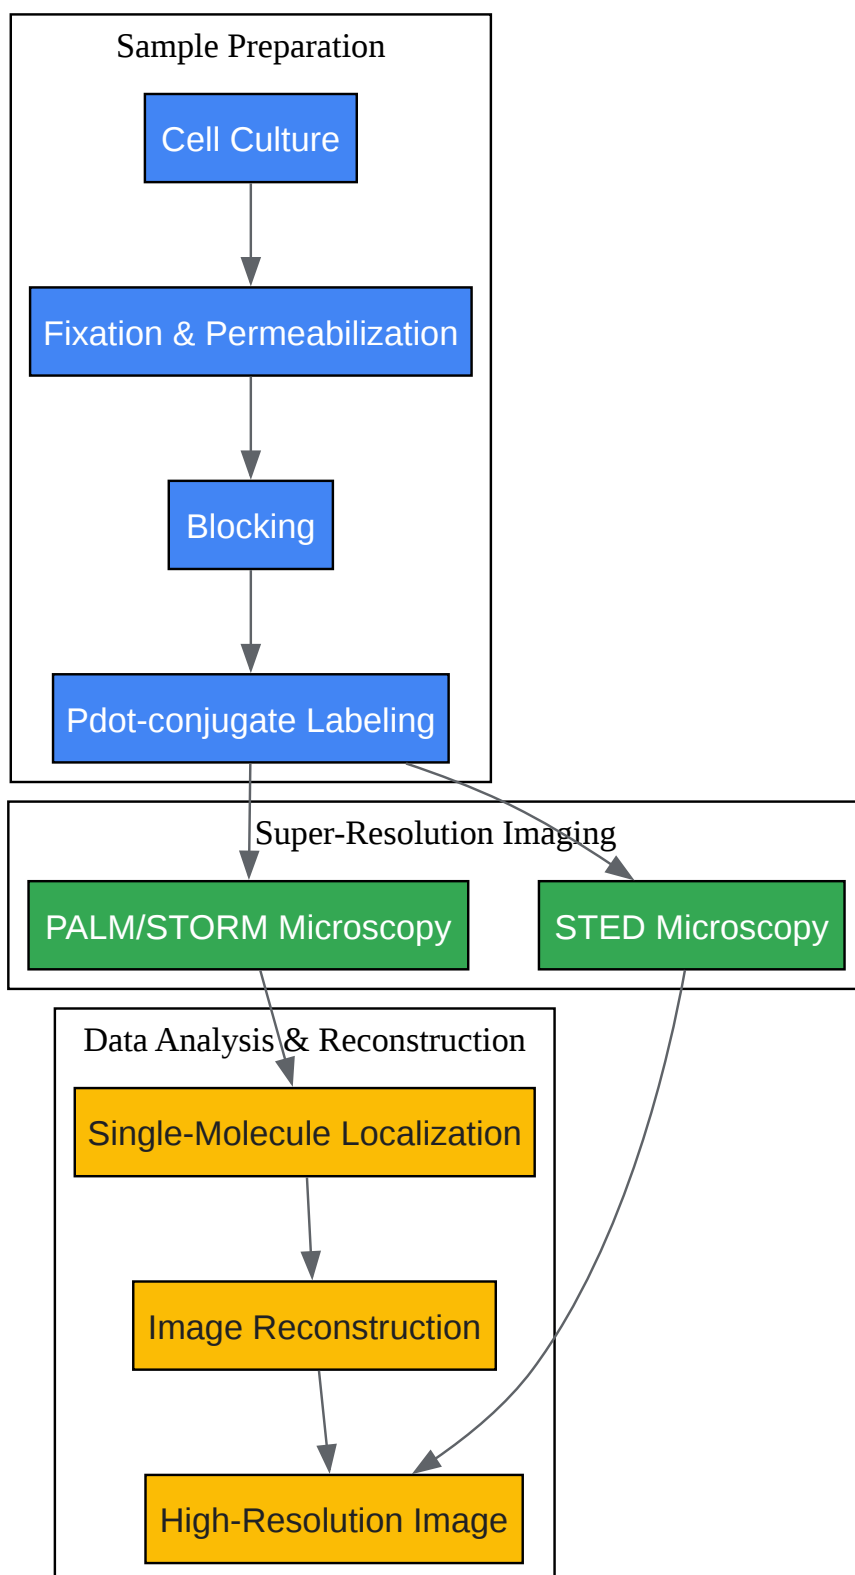 Sample Preparation
Cell Culture
Fixation & Permeabilization
Blocking
Pdot-conjugate Labeling
Super-Resolution Imaging
PALM/STORM Microscopy
STED Microscopy
Data Analysis & Reconstruction
Single-Molecule Localization
Image Reconstruction
High-Resolution Image